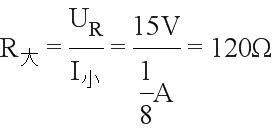 R大 = U_R / I小 = 15V / (1/8)A = 120Ω